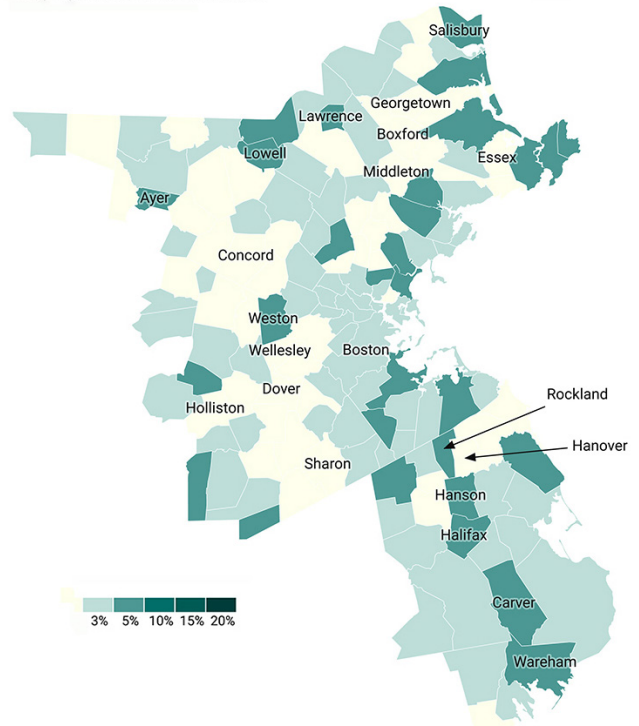 Salisbury
Georgetown
Lawrence
Boxford
Lowell
Essex
Middleton
Ayer
Concord
Weston
Wellesley
Boston
Dover
Rockland
Holliston
Hanover
Sharon
Hanson
Halifax
Carver
3% 5% 10% 15% 20%
Wareham